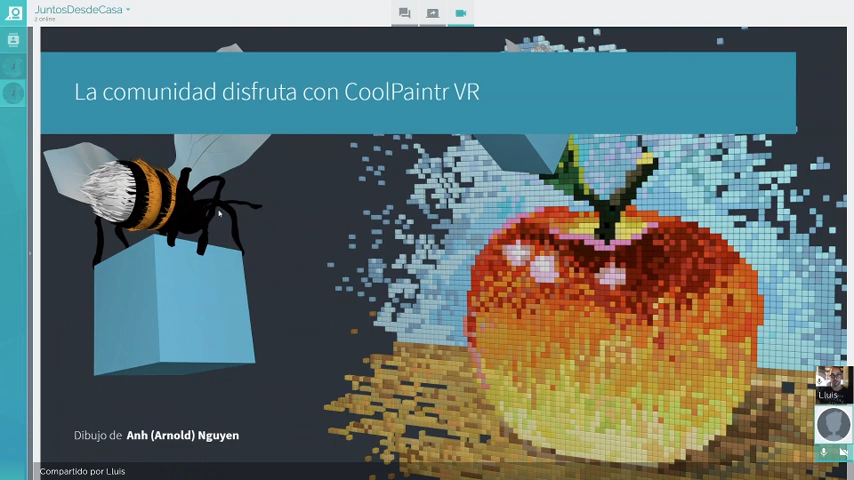 JuntosDesdeCasa
2 online
La comunidad disfruta con CoolPaintr VR
Dibujo de Anh (Arnold) Nguyen
Lluis
Compartido por Lluis